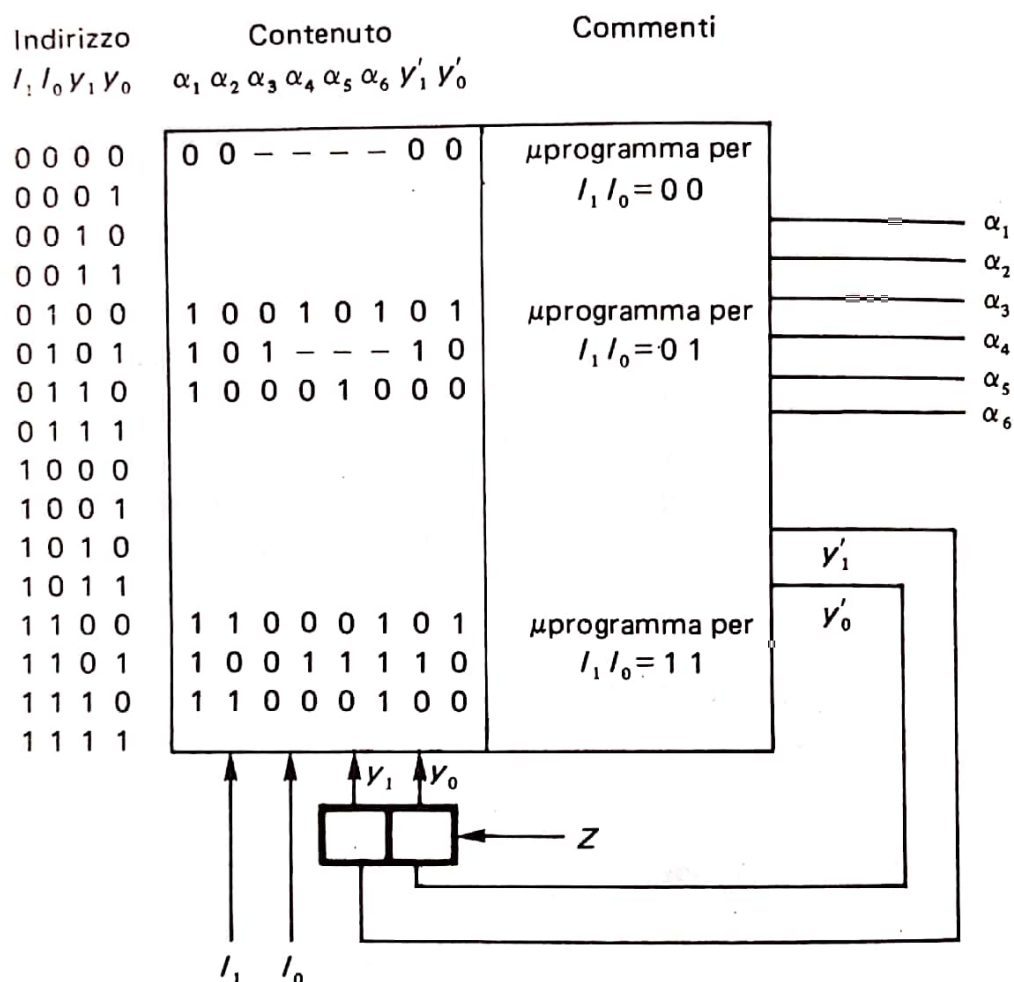 Indirizzo Contenuto Commenti
I₁ I₀ y₁ y₀ α₁ α₂ α₃ α₄ α₅ α₆ y′₁ y′₀
0 0 0 0 0 0 – – – – 0 0 μprogramma per
0 0 0 1 I₁ I₀ = 0 0
0 0 1 0 α₁
0 0 1 1 α₂
α₃
0 1 0 0 1 0 0 1 0 1 0 1 μprogramma per
0 1 0 1 1 0 1 – – – 1 0 I₁ I₀ = 0 1 α₄
0 1 1 0 1 0 0 0 1 0 0 0 α₅
α₆
0 1 1 1
1 0 0 0
1 0 0 1
1 0 1 0 y′₁
1 0 1 1
1 1 0 0 1 1 0 0 0 1 0 1 μprogramma per y′₀
1 1 0 1 1 0 0 1 1 1 1 0 I₁ I₀ = 1 1
1 1 1 0 1 1 0 0 0 1 0 0
1 1 1 1
y₁ y₀
Z
I₁ I₀